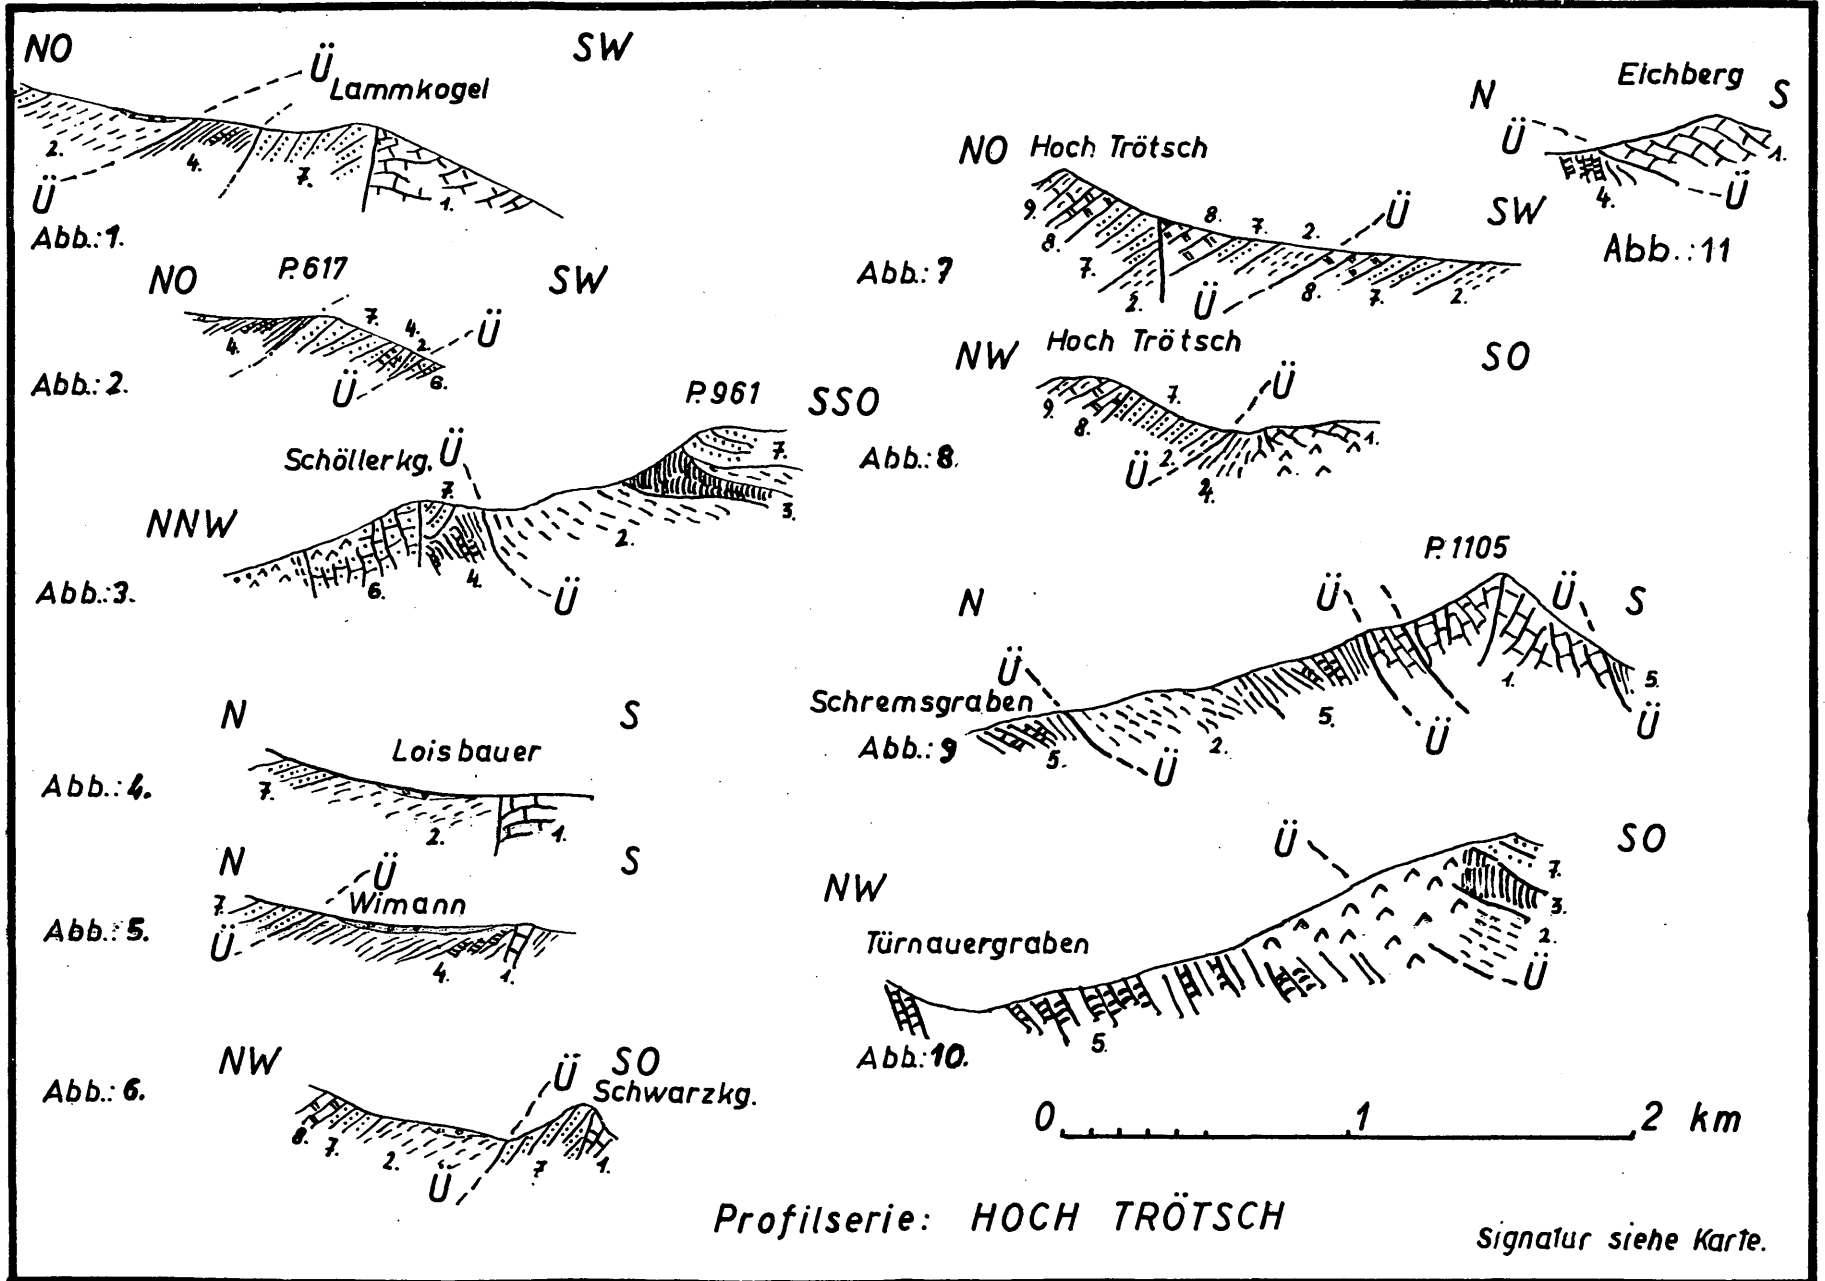 NO SW
Ü Lammkogel
2. 4. 7. 1.
Ü
Abb.:1.
NO P.617 SW
7. 4. Ü
4. 2.
Ü 6.
Abb.:2.
P.961 SSO
Schöllerkg. Ü
7. 7.
NNW 3.
2.
6. 4.
Ü
Abb.:3.
N S
Loisbauer
Abb.:4.
7. 2. 1.
N S
Ü
7. Wimann
Abb.:5. Ü
4. 1.
NW Ü SO
Abb.:6. Schwarzkg.
8. 7. 2. 7 1.
Ü
NO Hoch Trötsch
9. 8. 7. 2. Ü SW
8. 7. 2.
Abb.:7 Ü 8. 7. 2.
NW Hoch Trötsch SO
Ü
9. 8. 7. 1.
Abb.:8. Ü 2. 4.
P.1105
N Ü Ü S
Ü
Schremsgraben 1. 5.
Abb.:9 5. Ü 2. 5. Ü Ü
Ü SO
NW 7.
3.
Türnauergraben 2.
Ü
5.
Abb.:10.
Eichberg
N S
Ü
1.
4. Ü
Abb.:11
0 1 2 km
Profilserie: HOCH TRÖTSCH
Signatur siehe Karte.